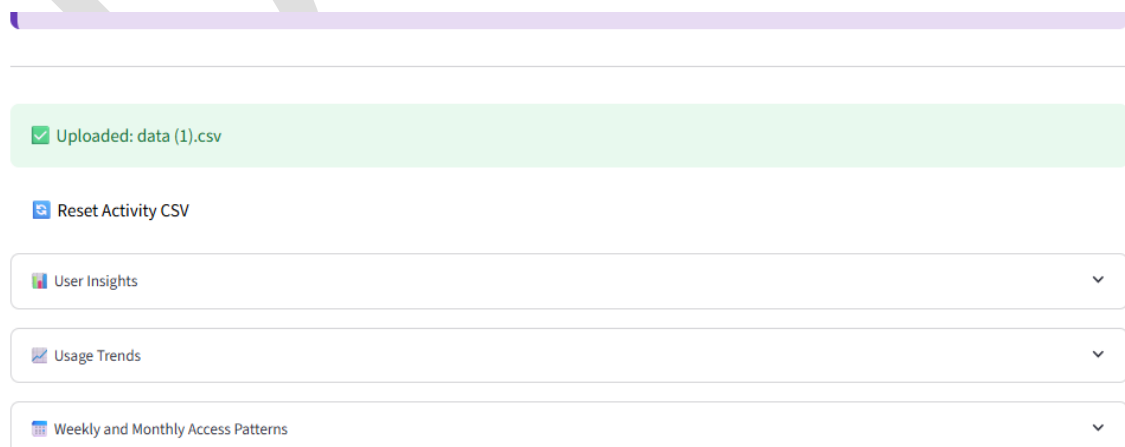 ✅ Uploaded: data (1).csv
🔄 Reset Activity CSV
📊 User Insights
📈 Usage Trends
📅 Weekly and Monthly Access Patterns